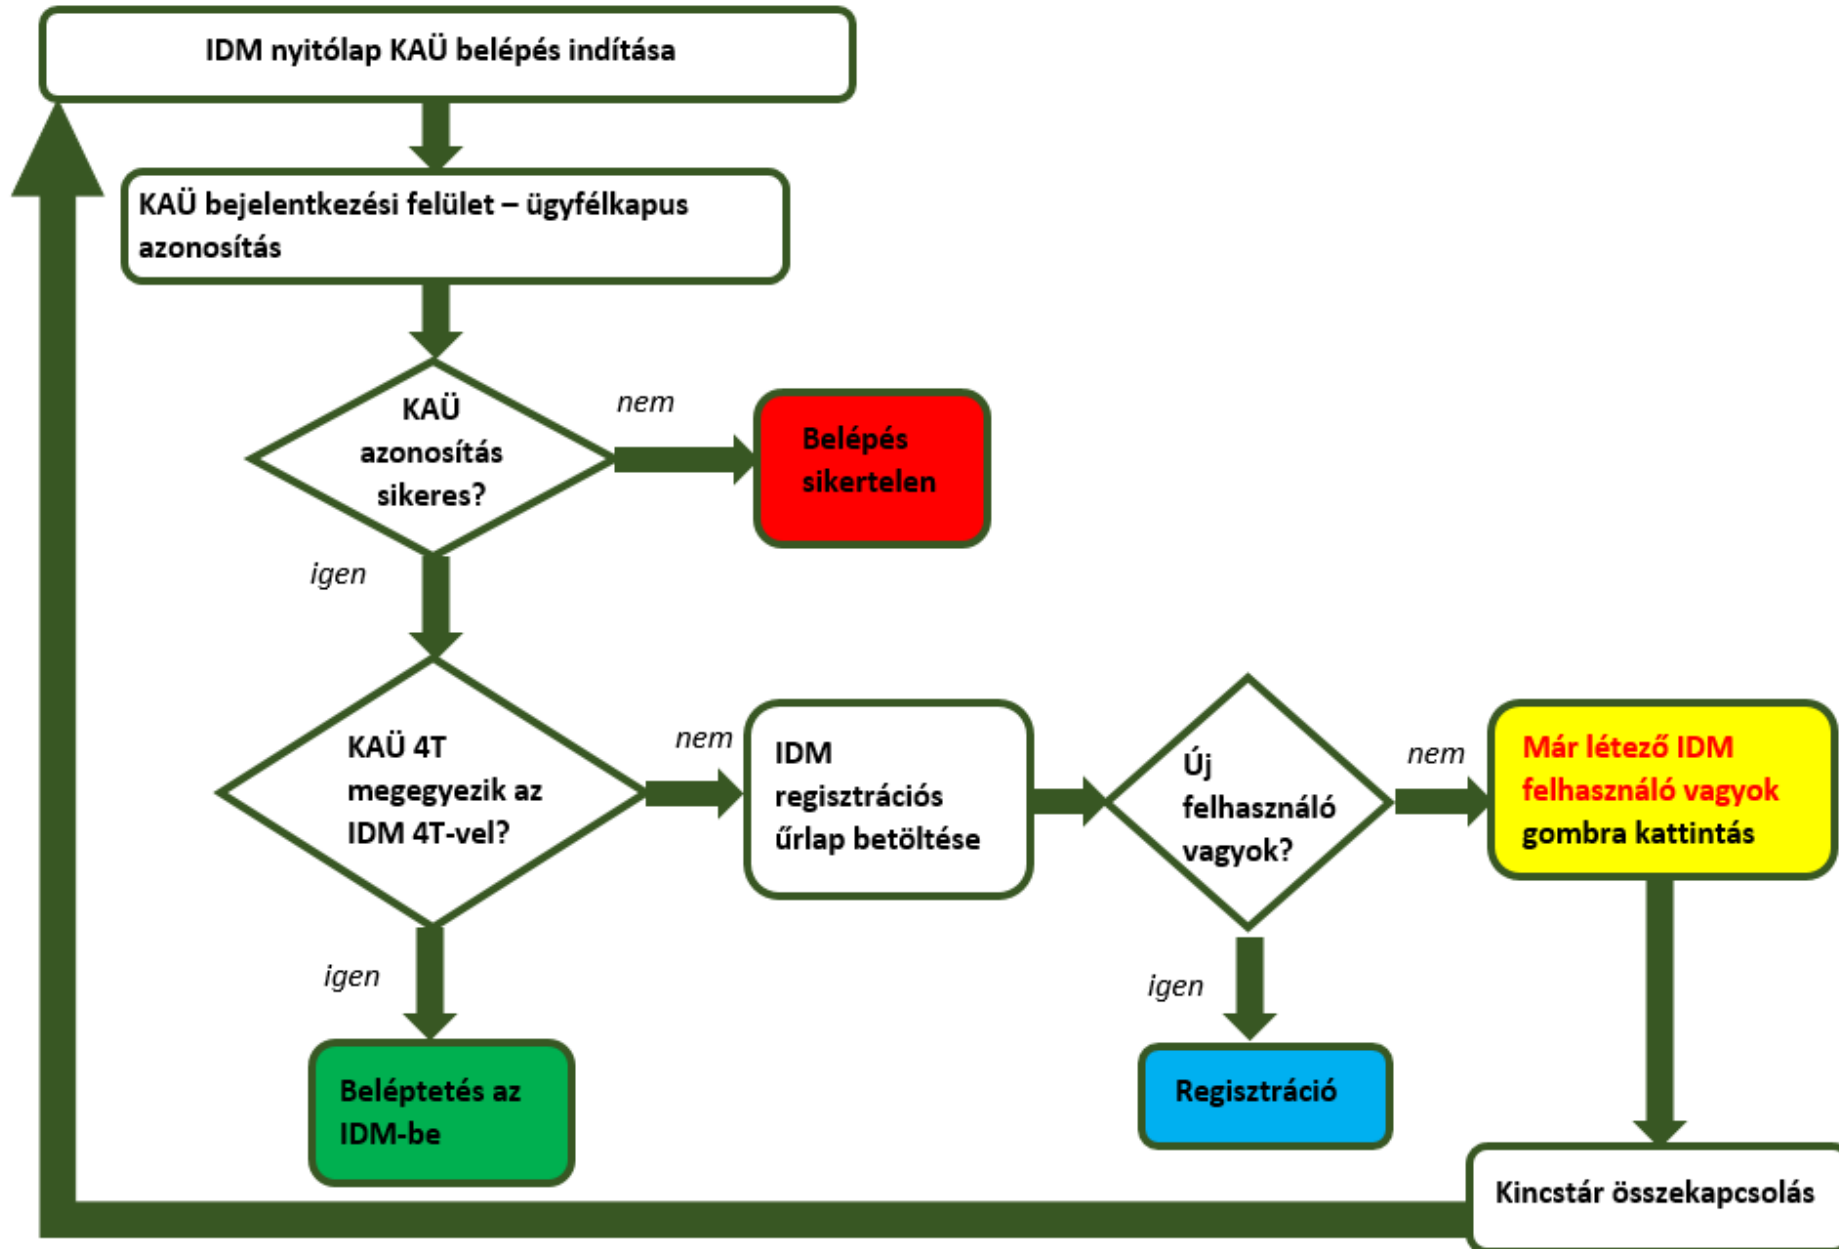 IDM nyitólap KAÜ belépés indítása
KAÜ bejelentkezési felület – ügyfélkapus
azonosítás
KAÜ
azonosítás
sikeres?
nem
Belépés
sikertelen
igen
KAÜ 4T
megegyezik az
IDM 4T-vel?
nem
IDM
regisztrációs
űrlap betöltése
Új
felhasználó
vagyok?
nem
Már létező IDM
felhasználó vagyok
gombra kattintás
igen
Beléptetés az
IDM-be
igen
Regisztráció
Kincstár összekapcsolás